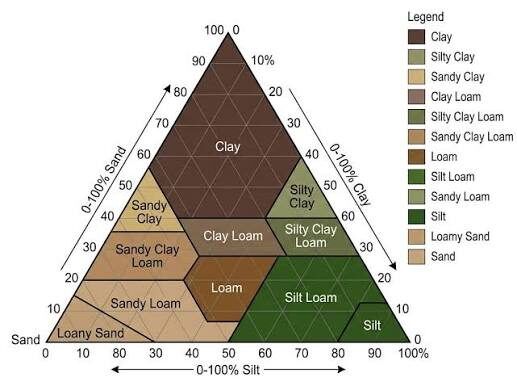 Legend
Clay
Silty Clay
Sandy Clay
Clay Loam
Silty Clay Loam
Sandy Clay Loam
Loam
Silt Loam
Sandy Loam
Silt
Loamy Sand
Sand
100 0
90 10%
80 20
70 30
60 40
50 50
40 60
30 70
20 80
10 90
Sand 0 0
0 10 80 30 40 50 60 70 80 90 100%
0-100% Sand
0-100% Clay
0-100% Silt
Clay
Silty
Clay
Sandy
Clay
Clay Loam
Silty Clay
Loam
Sandy Clay
Loam
Loam
Silt Loam
Sandy Loam
Loany Sand
Silt